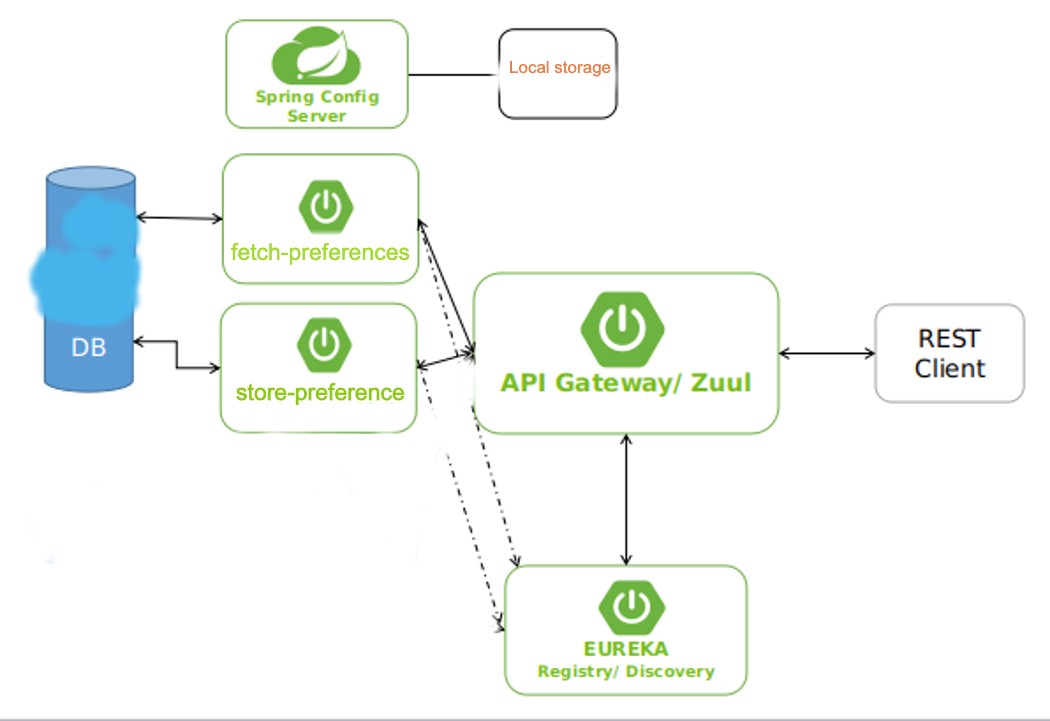 Spring Config
Server
Local storage
fetch-preferences
DB
store-preference
API Gateway/ Zuul
REST
Client
EUREKA
Registry/ Discovery